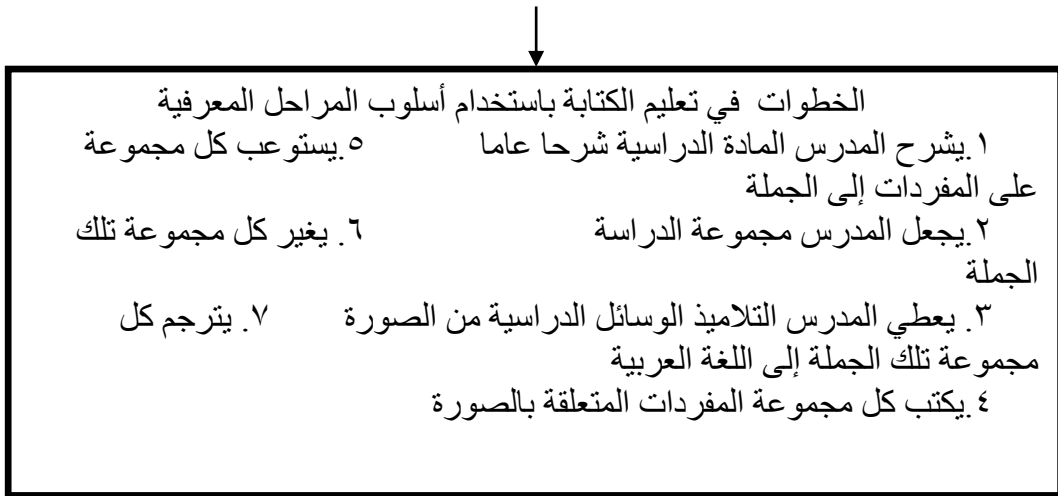 الخطوات في تعليم الكتابة باستخدام أسلوب المراحل المعرفية
١.يشرح المدرس المادة الدراسية شرحا عاما ٥.يستوعب كل مجموعة
على المفردات إلى الجملة
٢.يجعل المدرس مجموعة الدراسة ٦. يغير كل مجموعة تلك
الجملة
٣. يعطي المدرس التلاميذ الوسائل الدراسية من الصورة ٧. يترجم كل
مجموعة تلك الجملة إلى اللغة العربية
٤.يكتب كل مجموعة المفردات المتعلقة بالصورة